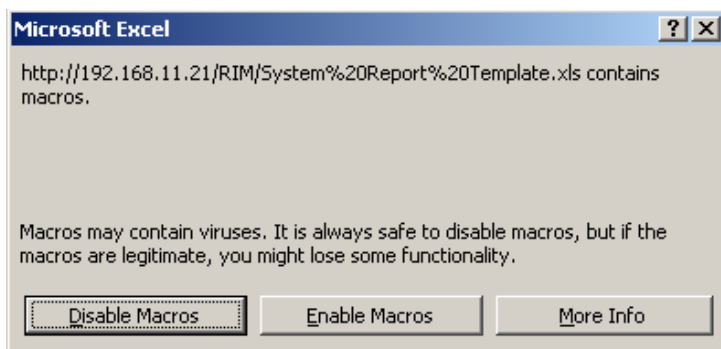 Microsoft Excel
http://192.168.11.21/RIM/System%20Report%20Template.xls contains
macros.
Macros may contain viruses. It is always safe to disable macros, but if the
macros are legitimate, you might lose some functionality.
Disable Macros
Enable Macros
More Info